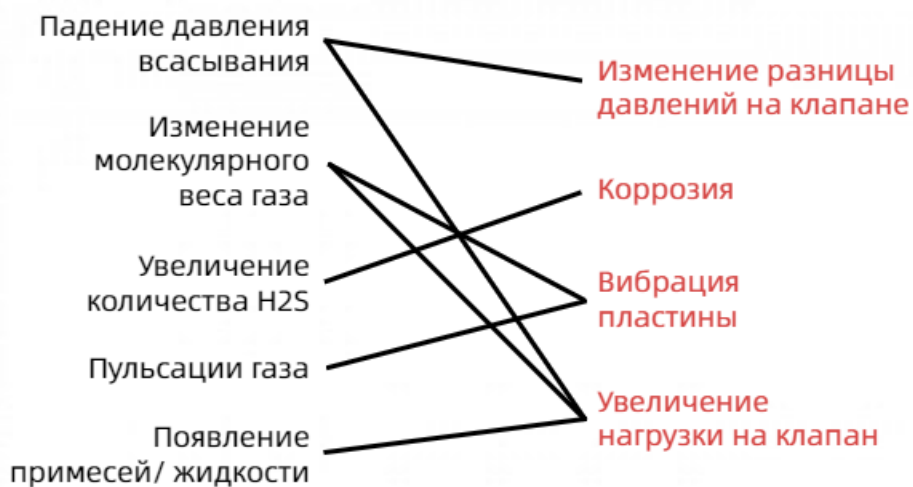 Падение давления
всасывания
Изменение
молекулярного
веса газа
Увеличение
количества H2S
Пульсации газа
Появление
примесей/ жидкости
Изменение разницы
давлений на клапане
Коррозия
Вибрация
пластины
Увеличение
нагрузки на клапан